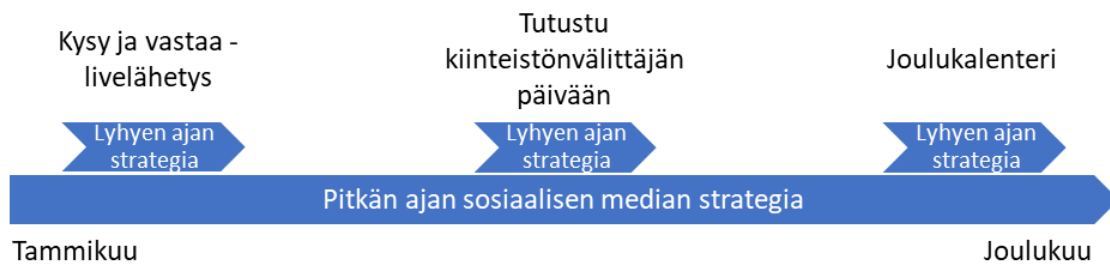 Kysy ja vastaa -
livelähetys
Tutustu
kiinteistönvälittäjän
päivään
Joulukalenteri
Lyhyen ajan
strategia
Lyhyen ajan
strategia
Lyhyen ajan
strategia
Pitkän ajan sosiaalisen median strategia
Tammikuu
Joulukuu